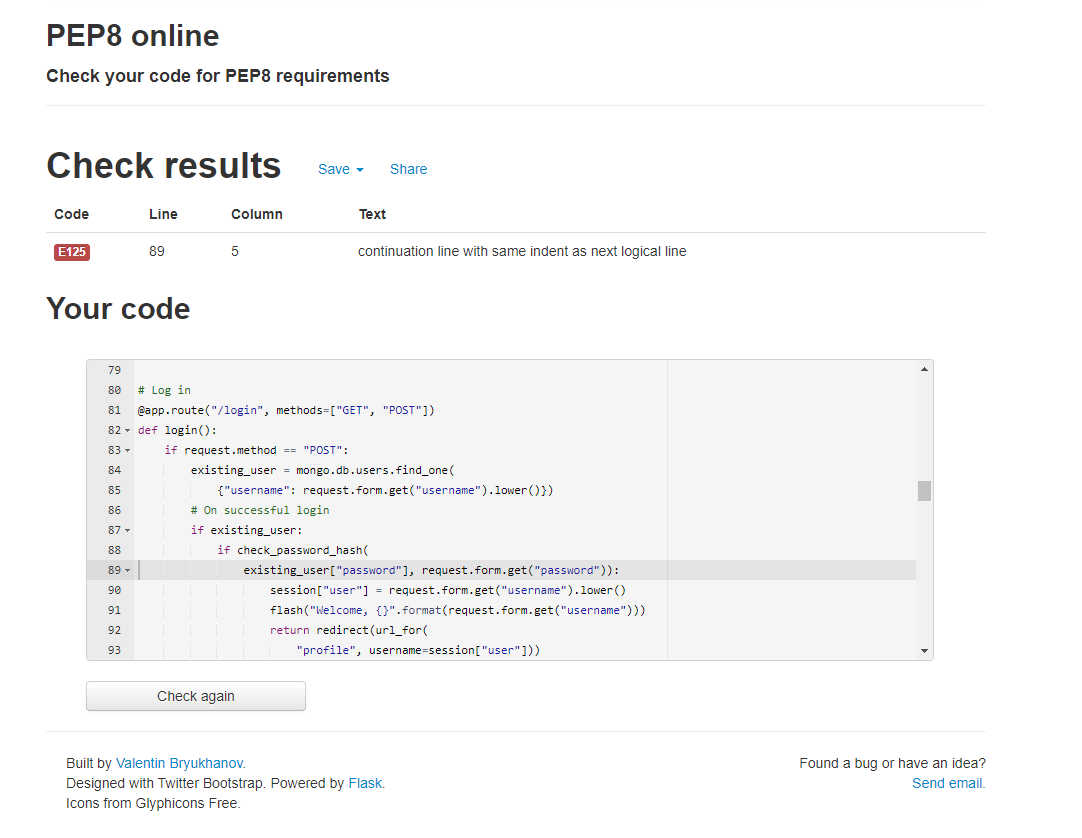 PEP8 online
Check your code for PEP8 requirements
Check results Save Share
Code Line Column Text
E125 89 5 continuation line with same indent as next logical line
Your code
79
80 # Log in
81 @app.route("/login", methods=["GET", "POST"])
82 def login():
83     if request.method == "POST":
84         existing_user = mongo.db.users.find_one(
85             {"username": request.form.get("username").lower()})
86         # On successful login
87         if existing_user:
88             if check_password_hash(
89                 existing_user["password"], request.form.get("password")):
90                     session["user"] = request.form.get("username").lower()
91                     flash("Welcome, {}".format(request.form.get("username")))
92                     return redirect(url_for(
93                         "profile", username=session["user"]))
Check again
Built by Valentin Bryukhanov. Found a bug or have an idea?
Designed with Twitter Bootstrap. Powered by Flask. Send email.
Icons from Glyphicons Free.